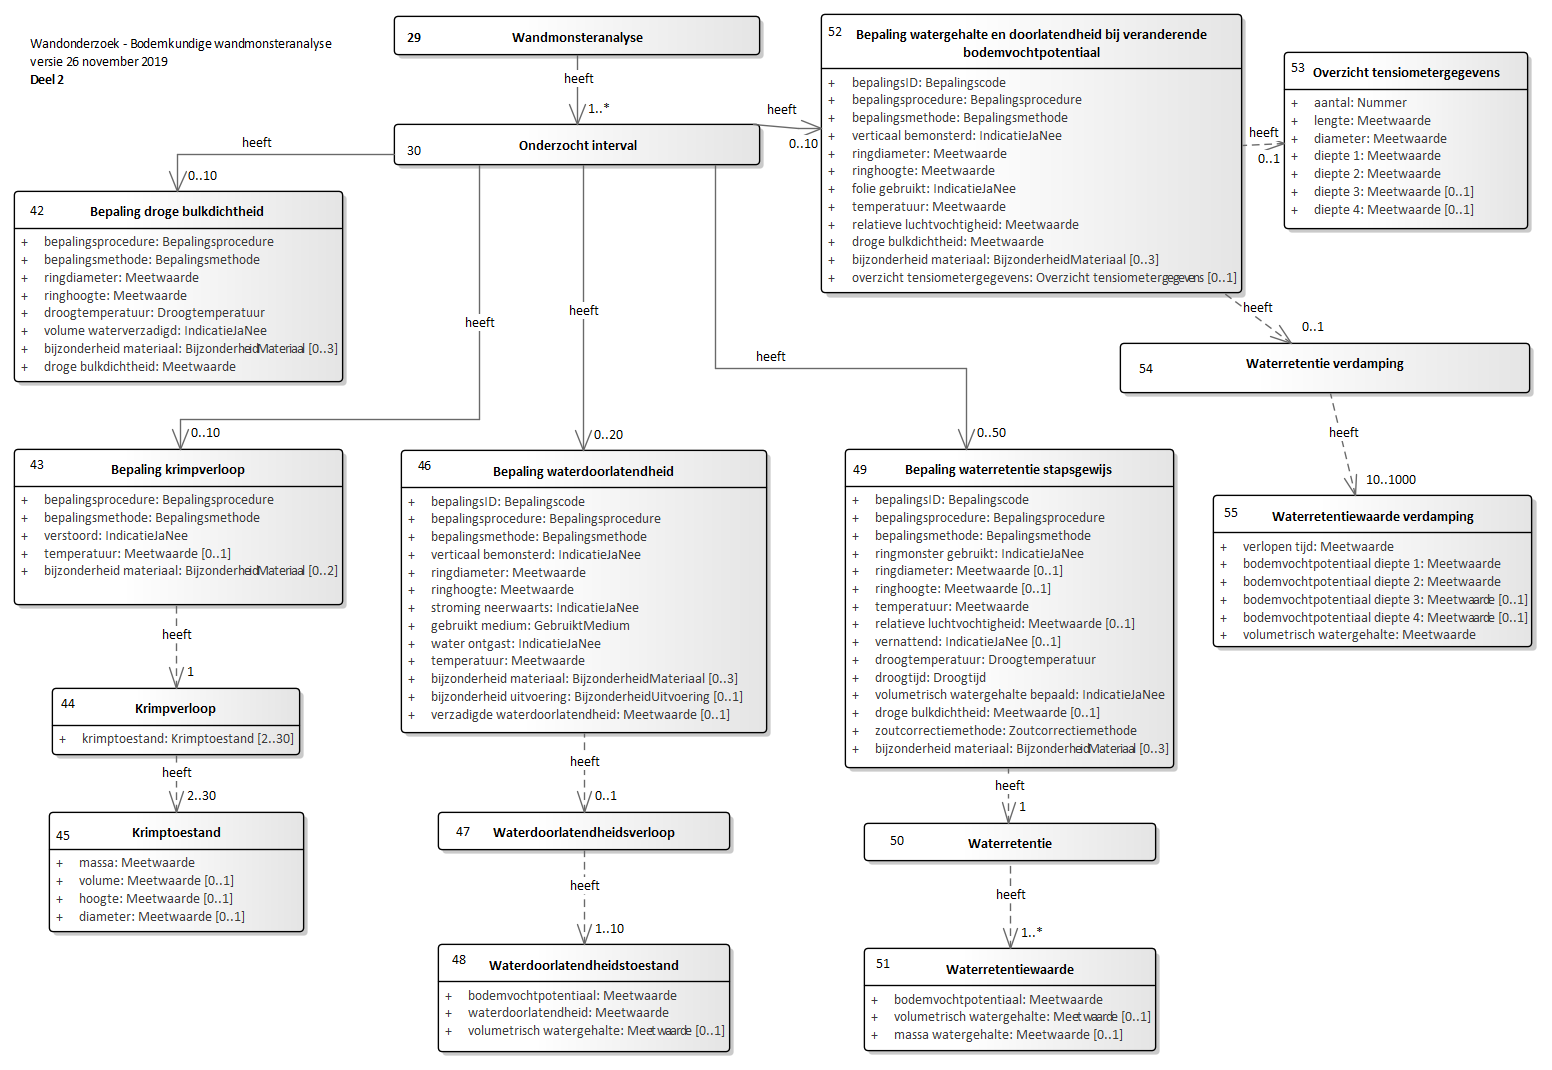 Wandonderzoek - Bodemkundige wandmonsteranalyse
versie 26 november 2019
Deel 2
29 Wandmonsteranalyse
heeft
1..*
30 Onderzocht interval
heeft
0..10
heeft
0..10
heeft
0..10
heeft
0..20
heeft
0..50
42 Bepaling droge bulkdichtheid
+ bepalingsprocedure: Bepalingsprocedure
+ bepalingsmethode: Bepalingsmethode
+ ringdiameter: Meetwaarde
+ ringhoogte: Meetwaarde
+ droogtemperatuur: Droogtemperatuur
+ volume waterverzadigd: IndicatieJaNee
+ bijzonderheid materiaal: BijzonderheidMateriaal [0..3]
+ droge bulkdichtheid: Meetwaarde
43 Bepaling krimpverloop
+ bepalingsprocedure: Bepalingsprocedure
+ bepalingsmethode: Bepalingsmethode
+ verstoord: IndicatieJaNee
+ temperatuur: Meetwaarde [0..1]
+ bijzonderheid materiaal: BijzonderheidMateriaal [0..2]
heeft
1
44 Krimpverloop
+ krimptoestand: Krimptoestand [2..30]
heeft
2..30
45 Krimptoestand
+ massa: Meetwaarde
+ volume: Meetwaarde [0..1]
+ hoogte: Meetwaarde [0..1]
+ diameter: Meetwaarde [0..1]
46 Bepaling waterdoorlatendheid
+ bepalingsID: Bepalingscode
+ bepalingsprocedure: Bepalingsprocedure
+ bepalingsmethode: Bepalingsmethode
+ verticaal bemonsterd: IndicatieJaNee
+ ringdiameter: Meetwaarde
+ ringhoogte: Meetwaarde
+ stroming neerwaarts: IndicatieJaNee
+ gebruikt medium: GebruiktMedium
+ water ontgast: IndicatieJaNee
+ temperatuur: Meetwaarde
+ bijzonderheid materiaal: BijzonderheidMateriaal [0..3]
+ bijzonderheid uitvoering: BijzonderheidUitvoering [0..1]
+ verzadigde waterdoorlatendheid: Meetwaarde [0..1]
heeft
0..1
47 Waterdoorlatendheidsverloop
heeft
1..10
48 Waterdoorlatendheidstoestand
+ bodemvochtpotentiaal: Meetwaarde
+ waterdoorlatendheid: Meetwaarde
+ volumetrisch watergehalte: Meetwaarde [0..1]
49 Bepaling waterretentie stapsgewijs
+ bepalingsID: Bepalingscode
+ bepalingsprocedure: Bepalingsprocedure
+ bepalingsmethode: Bepalingsmethode
+ ringmonster gebruikt: IndicatieJaNee
+ ringdiameter: Meetwaarde [0..1]
+ ringhoogte: Meetwaarde [0..1]
+ temperatuur: Meetwaarde
+ relatieve luchtvochtigheid: Meetwaarde [0..1]
+ vernattend: IndicatieJaNee [0..1]
+ droogtemperatuur: Droogtemperatuur
+ droogtijd: Droogtijd
+ volumetrisch watergehalte bepaald: IndicatieJaNee
+ droge bulkdichtheid: Meetwaarde [0..1]
+ zoutcorrectiemethode: Zoutcorrectiemethode
+ bijzonderheid materiaal: BijzonderheidMateriaal [0..3]
heeft
1
50 Waterretentie
heeft
1..*
51 Waterretentiewaarde
+ bodemvochtpotentiaal: Meetwaarde
+ volumetrisch watergehalte: Meetwaarde [0..1]
+ massa watergehalte: Meetwaarde [0..1]
52 Bepaling watergehalte en doorlatendheid bij veranderende
bodemvochtpotentiaal
+ bepalingsID: Bepalingscode
+ bepalingsprocedure: Bepalingsprocedure
+ bepalingsmethode: Bepalingsmethode
+ verticaal bemonsterd: IndicatieJaNee
+ ringdiameter: Meetwaarde
+ ringhoogte: Meetwaarde
+ folie gebruikt: IndicatieJaNee
+ temperatuur: Meetwaarde
+ relatieve luchtvochtigheid: Meetwaarde
+ droge bulkdichtheid: Meetwaarde
+ bijzonderheid materiaal: BijzonderheidMateriaal [0..3]
+ overzicht tensiometergegevens: Overzicht tensiometergegevens [0..1]
heeft
0..1
53 Overzicht tensiometergegevens
+ aantal: Nummer
+ lengte: Meetwaarde
+ diameter: Meetwaarde
+ diepte 1: Meetwaarde
+ diepte 2: Meetwaarde
+ diepte 3: Meetwaarde [0..1]
+ diepte 4: Meetwaarde [0..1]
heeft
0..1
54 Waterretentie verdamping
heeft
10..1000
55 Waterretentiewaarde verdamping
+ verlopen tijd: Meetwaarde
+ bodemvochtpotentiaal diepte 1: Meetwaarde
+ bodemvochtpotentiaal diepte 2: Meetwaarde
+ bodemvochtpotentiaal diepte 3: Meetwaarde [0..1]
+ bodemvochtpotentiaal diepte 4: Meetwaarde [0..1]
+ volumetrisch watergehalte: Meetwaarde